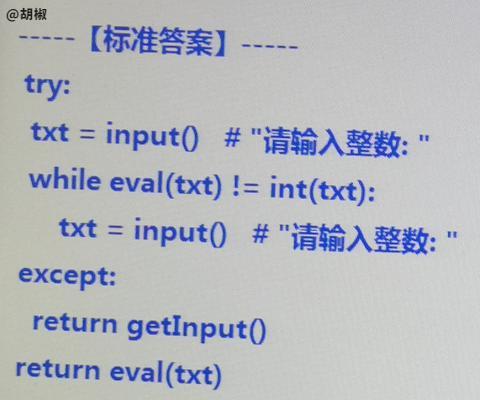 @胡椒
-----【标准答案】-----
try:
txt = input()   # "请输入整数: "
while eval(txt) != int(txt):
txt = input()   # "请输入整数: "
except:
return getInput()
return eval(txt)